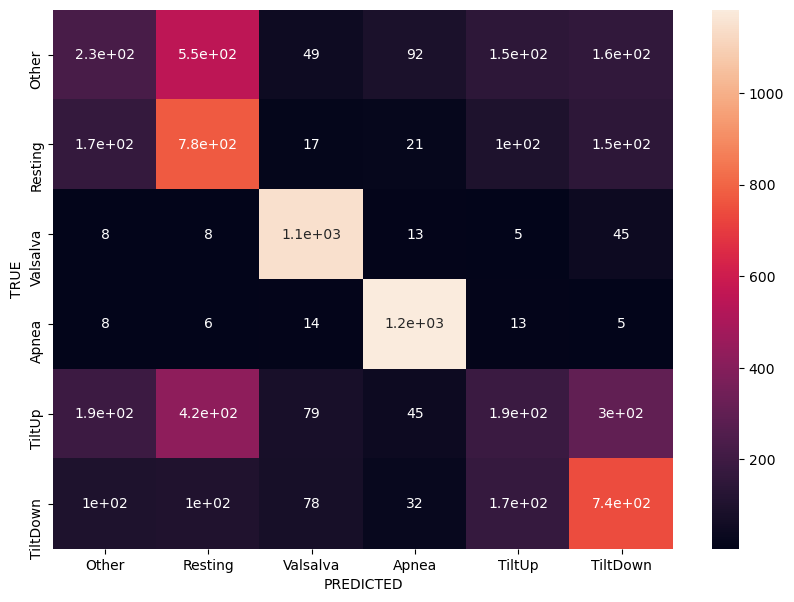 Other 2.3e+02 5.5e+02 49 92 1.5e+02 1.6e+02
Resting 1.7e+02 7.8e+02 17 21 1e+02 1.5e+02
Valsalva 8 8 1.1e+03 13 5 45
Apnea 8 6 14 1.2e+03 13 5
TiltUp 1.9e+02 4.2e+02 79 45 1.9e+02 3e+02
TiltDown 1e+02 1e+02 78 32 1.7e+02 7.4e+02
Other Resting Valsalva Apnea TiltUp TiltDown
PREDICTED
TRUE
1000
800
600
400
200